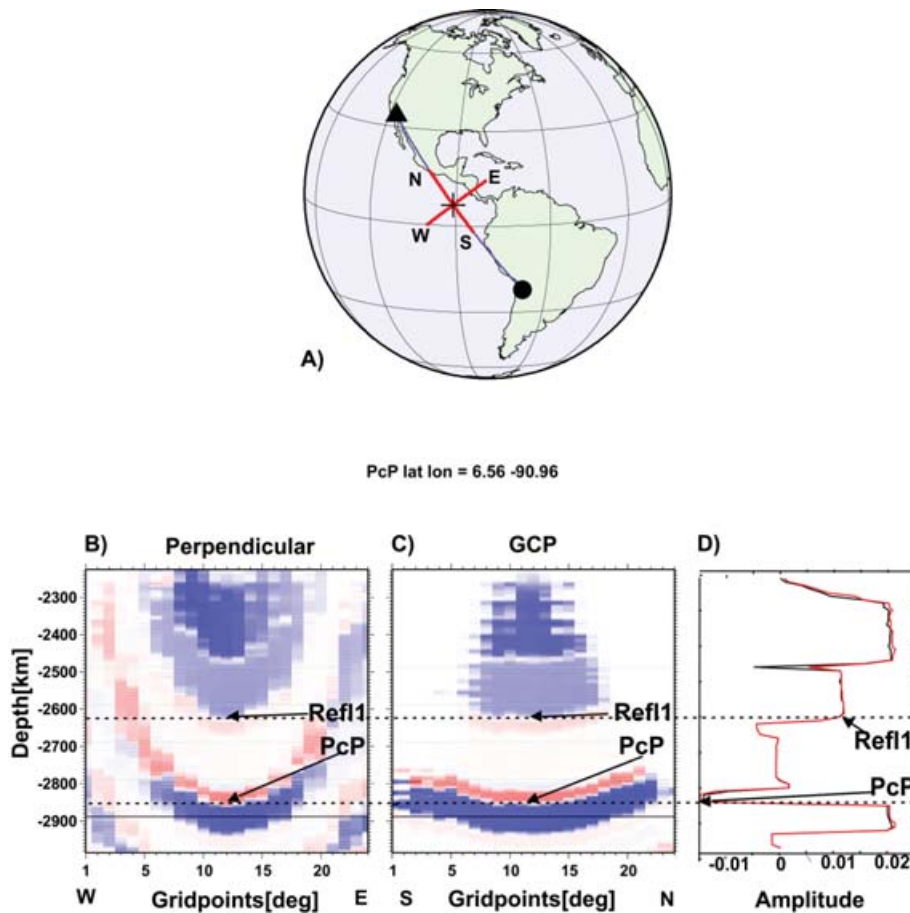 N
E
W
S
A)
PcP lat lon = 6.56 -90.96
B) Perpendicular C) GCP D)
Depth[km]
-2300
-2400
-2500
-2600
-2700
-2800
-2900
Refl1
PcP
Refl1
PcP
Refl1
PcP
1 5 10 15 20
1 5 10 15 20
-0.01 0 0.01 0.02
W Gridpoints[deg] E
S Gridpoints[deg] N
Amplitude